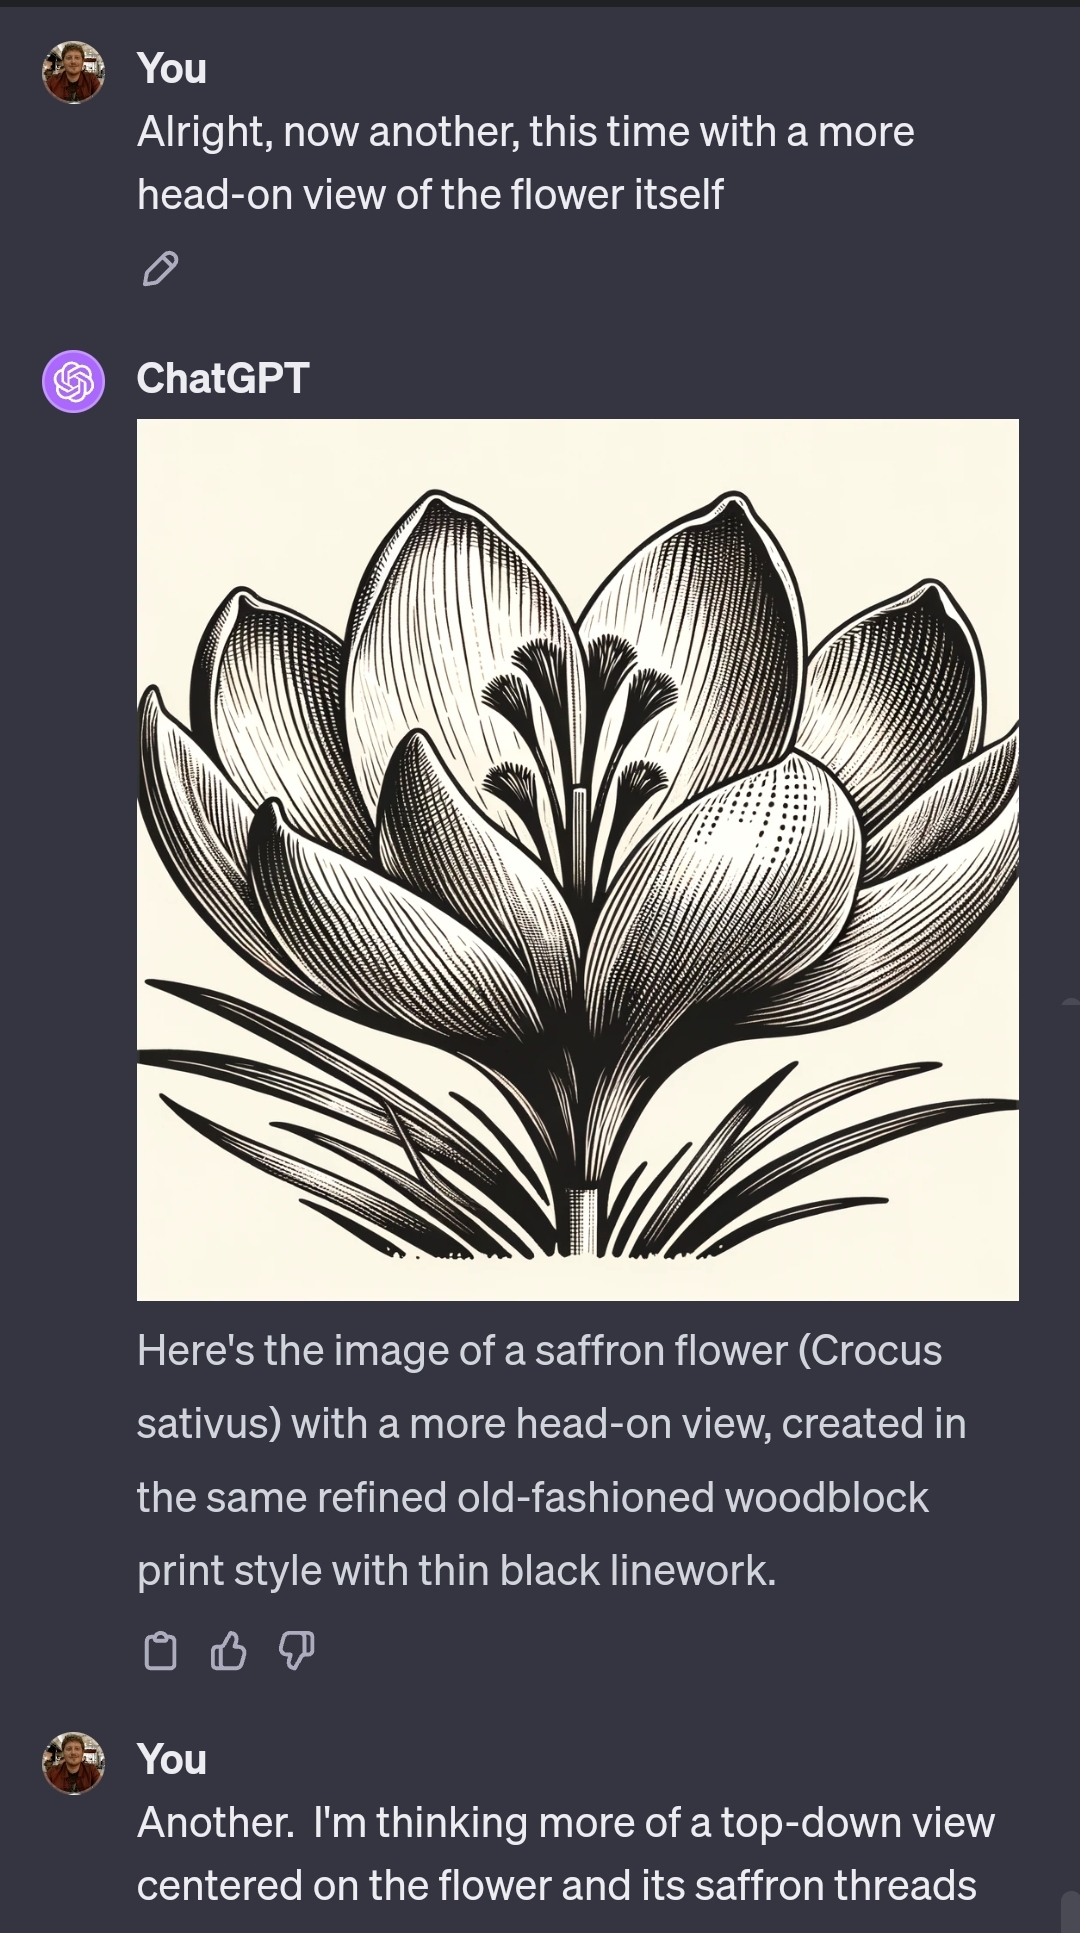 You
Alright, now another, this time with a more
head-on view of the flower itself
ChatGPT
Here's the image of a saffron flower (Crocus
sativus) with a more head-on view, created in
the same refined old-fashioned woodblock
print style with thin black linework.
You
Another.  I'm thinking more of a top-down view
centered on the flower and its saffron threads